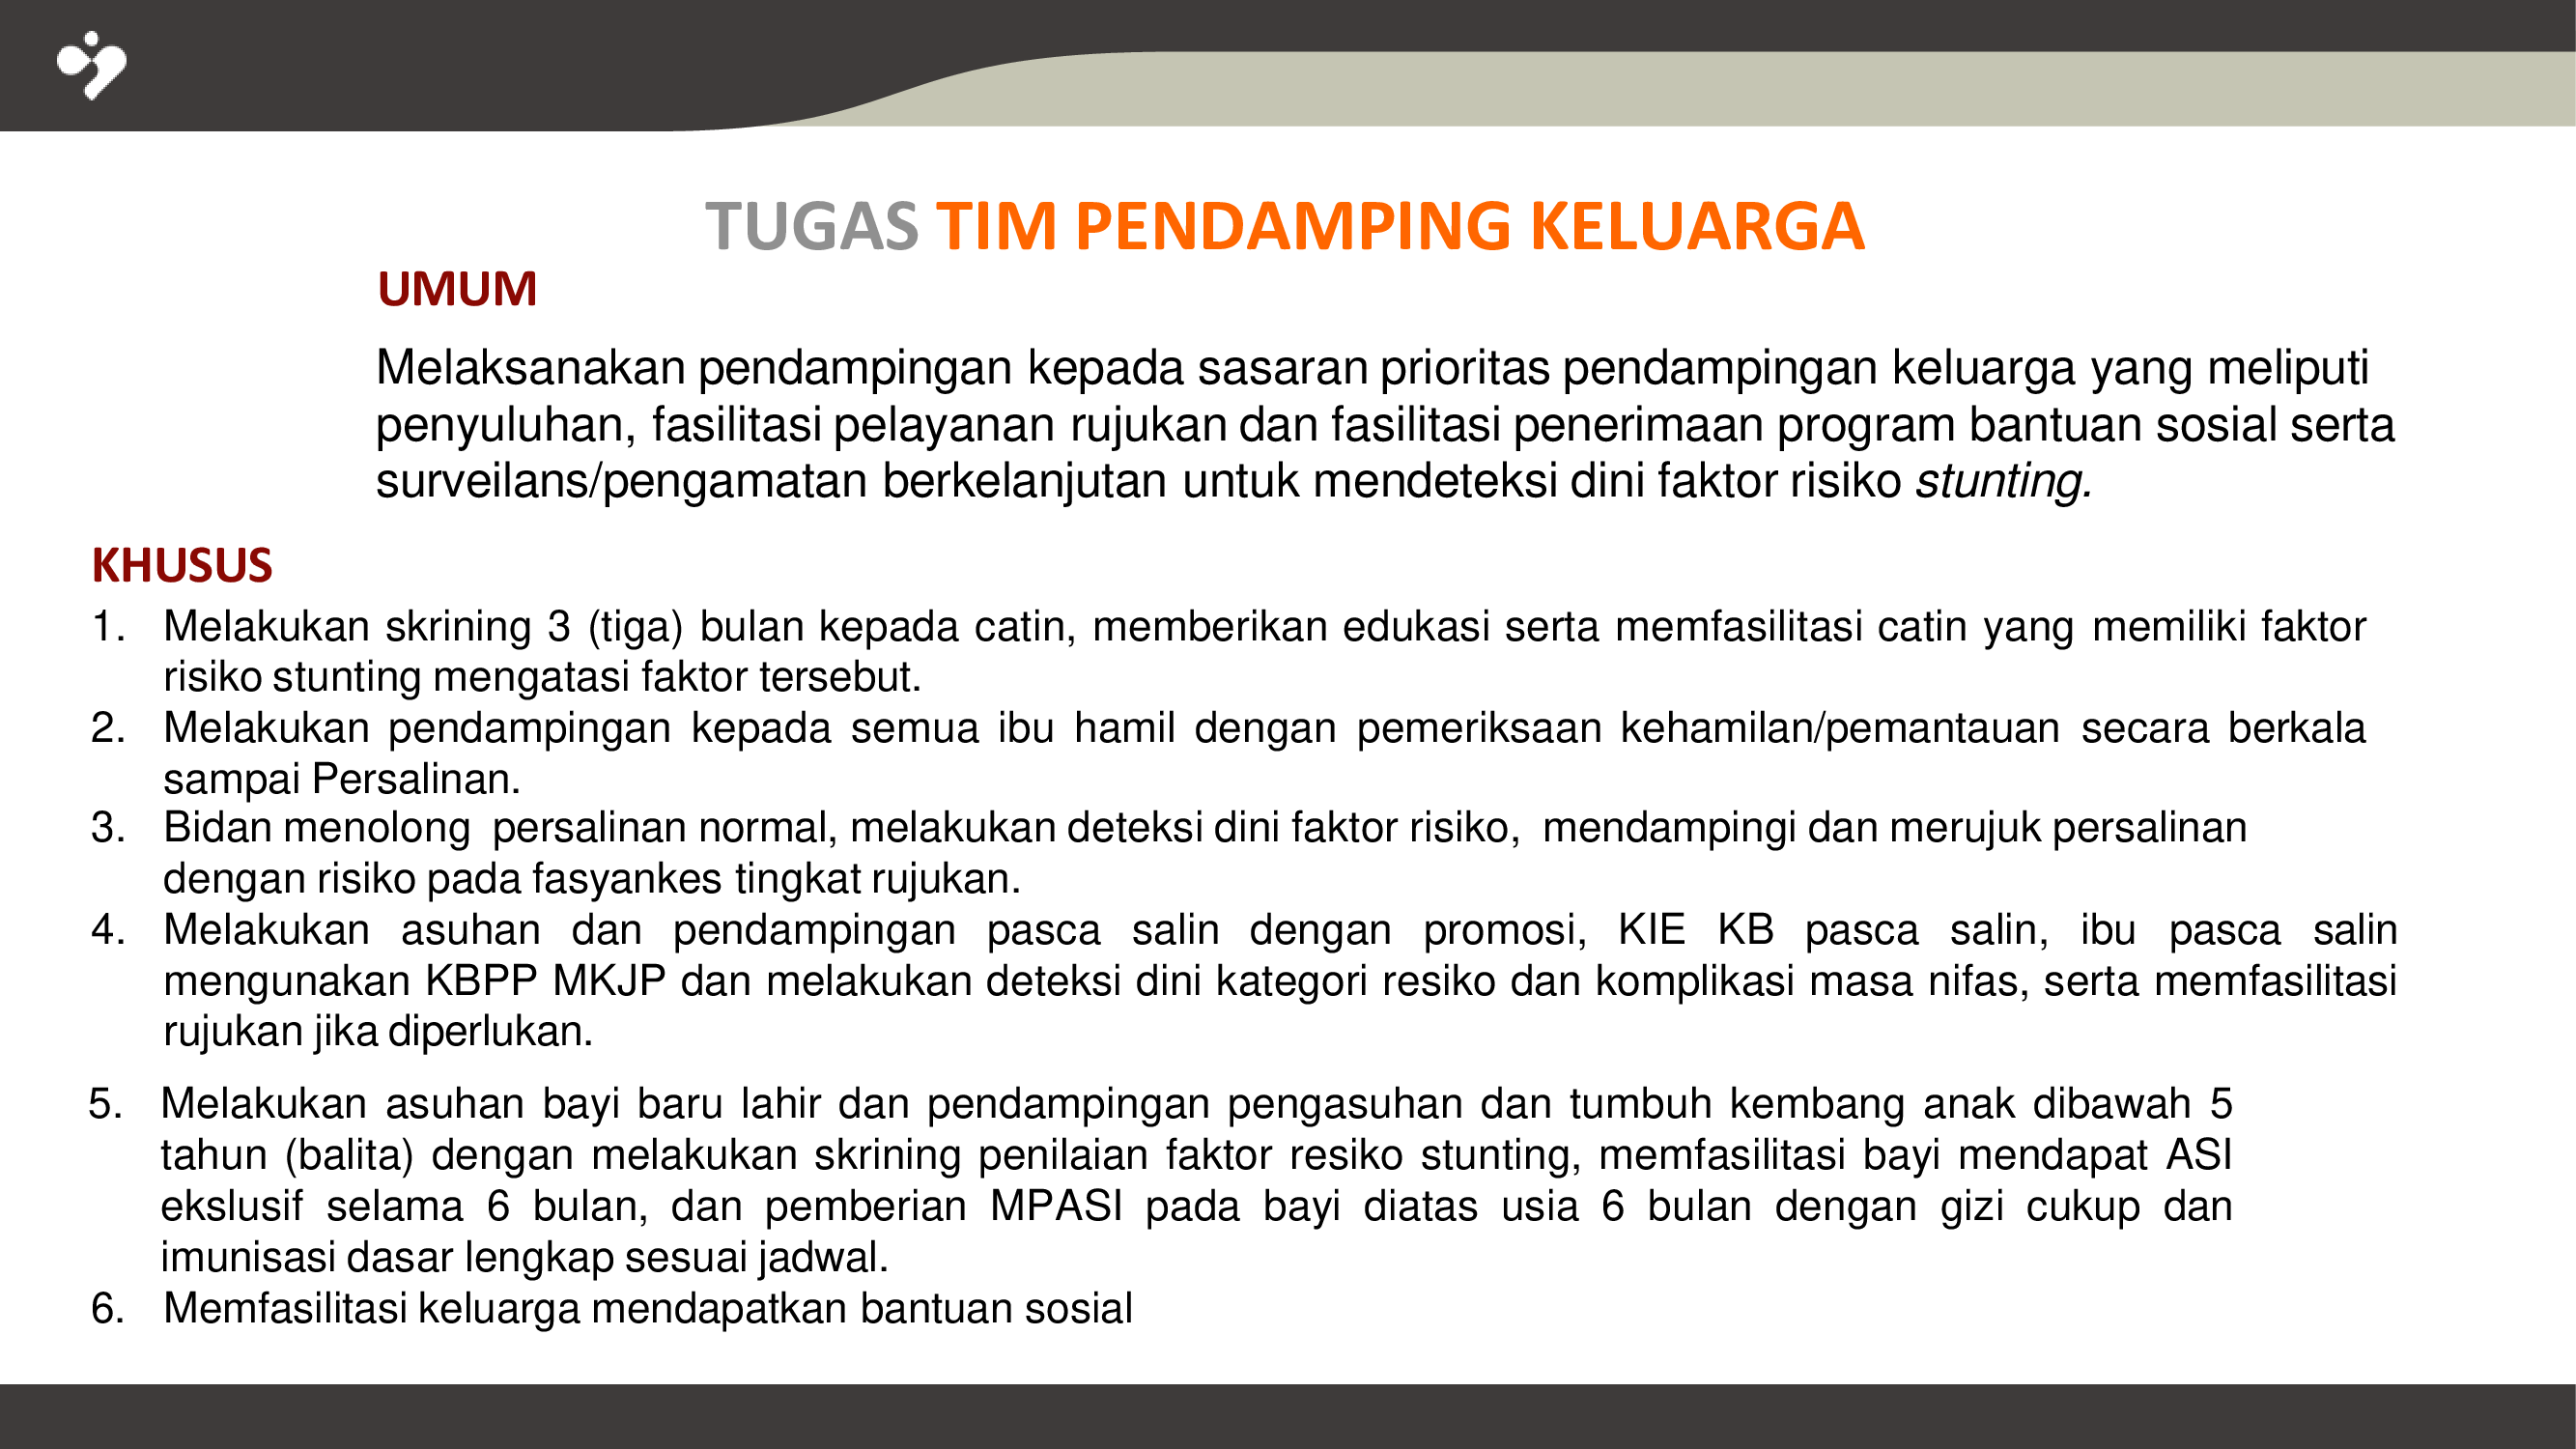 TUGAS TIM PENDAMPING KELUARGA
UMUM
Melaksanakan pendampingan kepada sasaran prioritas pendampingan keluarga yang meliputi
penyuluhan, fasilitasi pelayanan rujukan dan fasilitasi penerimaan program bantuan sosial serta
surveilans/pengamatan berkelanjutan untuk mendeteksi dini faktor risiko stunting.
KHUSUS
1. Melakukan skrining 3 (tiga) bulan kepada catin, memberikan edukasi serta memfasilitasi catin yang memiliki faktor
risiko stunting mengatasi faktor tersebut.
2. Melakukan pendampingan kepada semua ibu hamil dengan pemeriksaan kehamilan/pemantauan secara berkala
sampai Persalinan.
3. Bidan menolong persalinan normal, melakukan deteksi dini faktor risiko, mendampingi dan merujuk persalinan
dengan risiko pada fasyankes tingkat rujukan.
4. Melakukan asuhan dan pendampingan pasca salin dengan promosi, KIE KB pasca salin, ibu pasca salin
mengunakan KBPP MKJP dan melakukan deteksi dini kategori resiko dan komplikasi masa nifas, serta memfasilitasi
rujukan jika diperlukan.
5. Melakukan asuhan bayi baru lahir dan pendampingan pengasuhan dan tumbuh kembang anak dibawah 5
tahun (balita) dengan melakukan skrining penilaian faktor resiko stunting, memfasilitasi bayi mendapat ASI
ekslusif selama 6 bulan, dan pemberian MPASI pada bayi diatas usia 6 bulan dengan gizi cukup dan
imunisasi dasar lengkap sesuai jadwal.
6. Memfasilitasi keluarga mendapatkan bantuan sosial